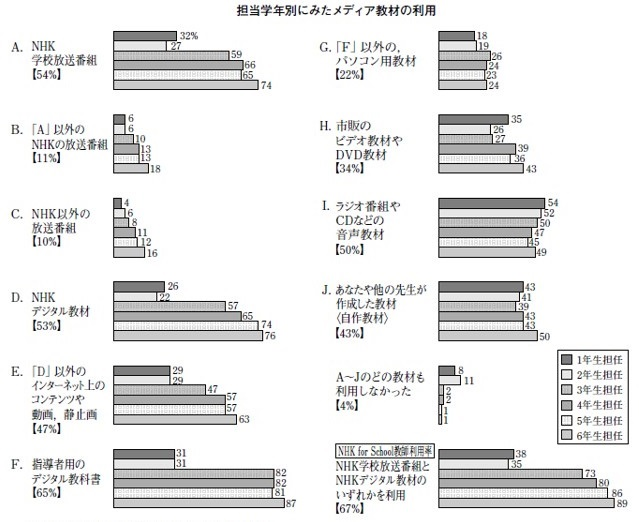 担当学年別にみたメディア教材の利用
A. NHK
学校放送番組
【54%】
32%
27
59
66
65
74
B. 「A」以外の
NHKの放送番組
【11%】
6
6
10
13
13
18
C. NHK以外の
放送番組
【10%】
4
6
8
11
12
16
D. NHK
デジタル教材
【53%】
26
22
57
65
74
76
E. 「D」以外の
インターネット上の
コンテンツや
動画，静止画
【47%】
29
29
47
57
57
63
F. 指導者用の
デジタル教科書
【65%】
31
31
82
82
81
87
G. 「F」以外の，
パソコン用教材
【22%】
18
19
26
24
23
24
H. 市販の
ビデオ教材や
DVD教材
【34%】
35
26
27
39
36
43
I. ラジオ番組や
CDなどの
音声教材
【50%】
54
52
50
47
45
49
J. あなたや他の先生が
作成した教材
〈自作教材〉
【43%】
43
41
39
43
43
50
A～Jのどの教材も
利用しなかった
【4%】
8
11
2
2
1
1
NHK for School教師利用率
NHK学校放送番組と
NHKデジタル教材の
いずれかを利用
【67%】
38
35
73
80
86
89
1年生担任
2年生担任
3年生担任
4年生担任
5年生担任
6年生担任